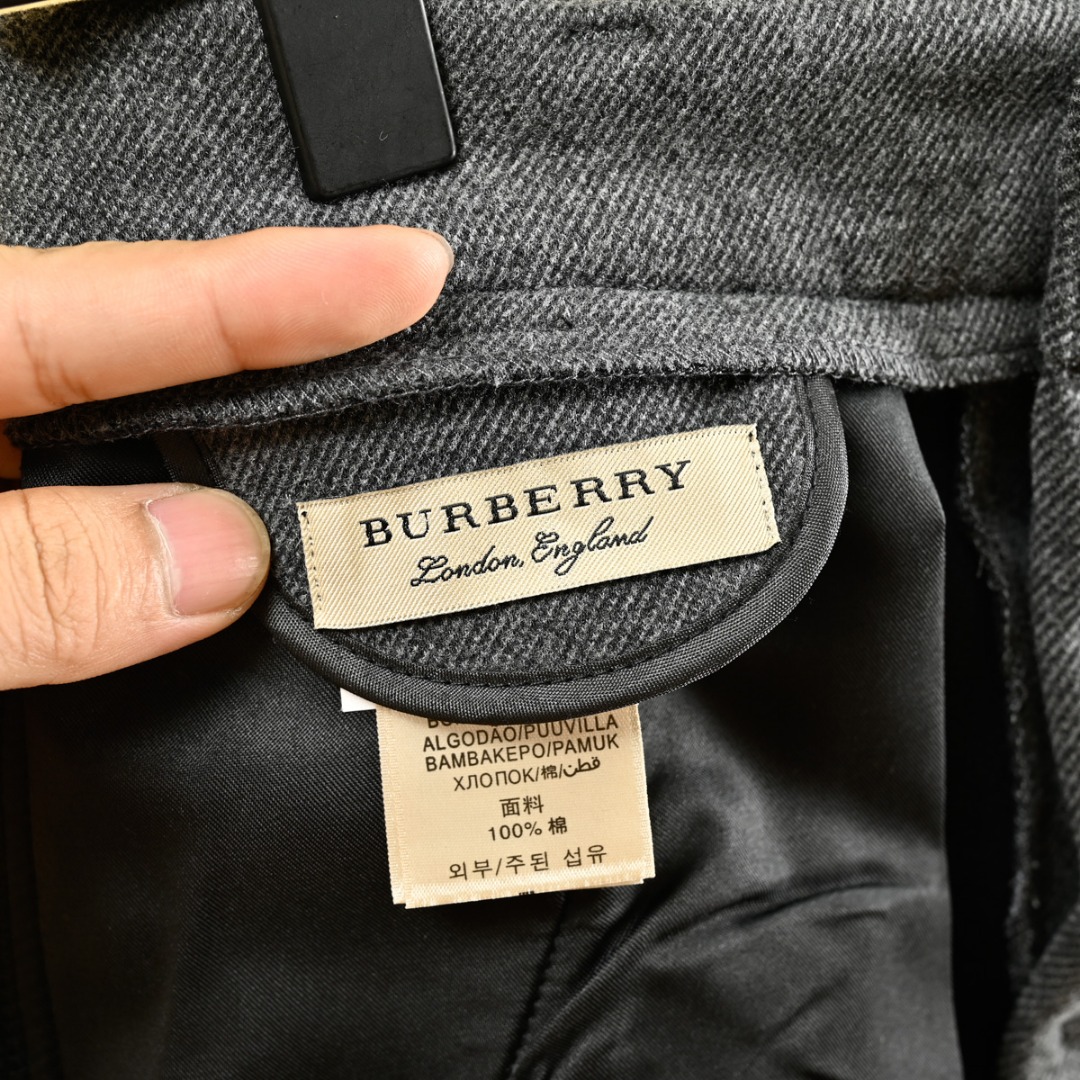 BURBERRY
London, England
ALGODAO/PUUVILLA
BAMBAKEPO/PAMUK
ХЛОПОК/棉/قطن
面料
100% 棉
외부/주된 섬유